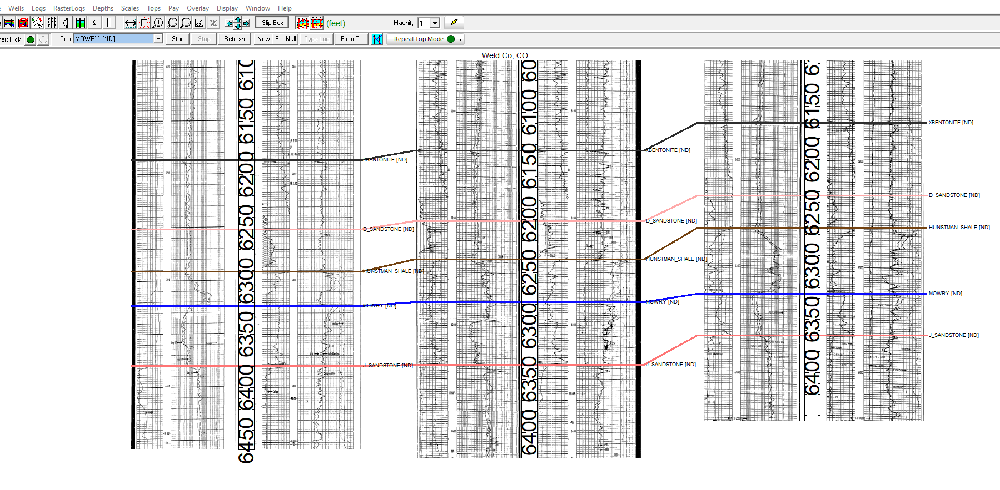 Wells Logs RasterLogs Depths Scales Tops Pay Overlay Display Window Help
Slip Box (feet) Magnify 1
art Pick Top: MOWRY [ND] Start Stop Refresh New Set Null Type Log From-To Repeat Top Mode
Weld Co, CO
610
6150
6200
6250
6300
6350
6400
6450
XBENTONITE [ND]
D_SANDSTONE [ND]
HUNSTMAN_SHALE [ND]
MOWRY [ND]
J_SANDSTONE [ND]
60
6100
6150
6200
6250
6300
6350
6400
XBENTONITE [ND]
D_SANDSTONE [ND]
HUNSTMAN_SHALE [ND]
MOWRY [ND]
J_SANDSTONE [ND]
61
6150
6200
6250
6300
6350
6400
XBENTONITE [ND]
D_SANDSTONE [ND]
HUNSTMAN_SHALE [ND]
MOWRY [ND]
J_SANDSTONE [ND]